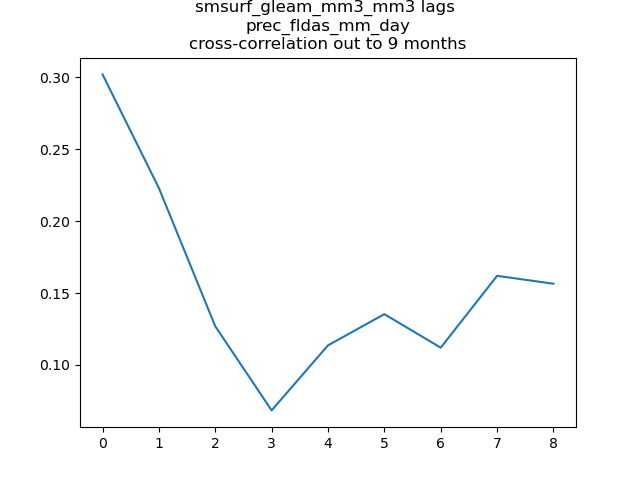 smsurf_gleam_mm3_mm3 lags
prec_fldas_mm_day
cross-correlation out to 9 months
0.30
0.25
0.20
0.15
0.10
0 1 2 3 4 5 6 7 8